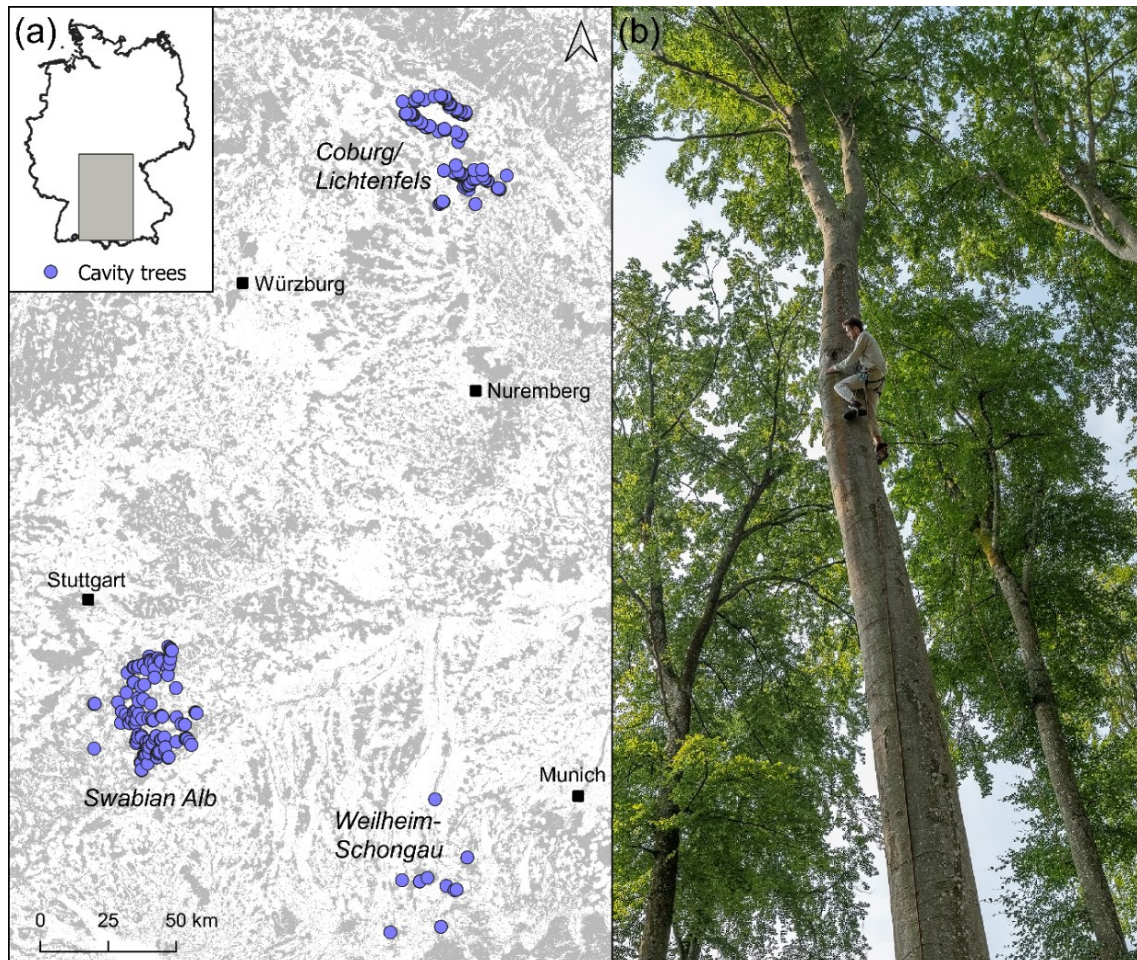 (a)
(b)
Cavity trees
Coburg/
Lichtenfels
Würzburg
Nuremberg
Stuttgart
Swabian Alb
Munich
Weilheim-
Schongau
0 25 50 km